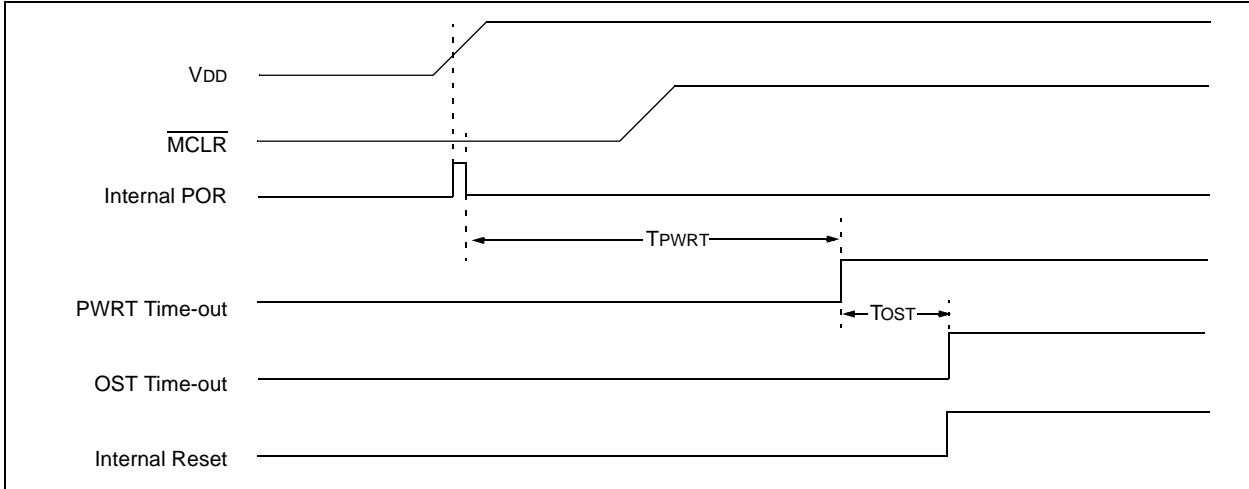 VDD
MCLR
Internal POR
TPWRT
PWRT Time-out
TOST
OST Time-out
Internal Reset